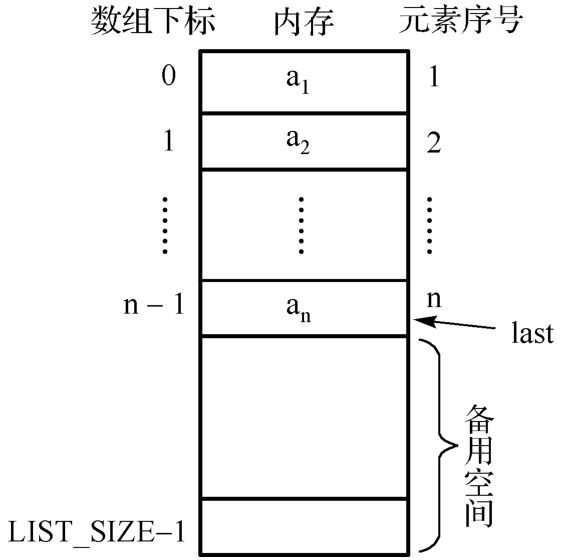 数组下标 内存 元素序号
0 a₁ 1
1 a₂ 2
⋮ ⋮ ⋮
n－1 aₙ n
last
备用空间
LIST_SIZE－1